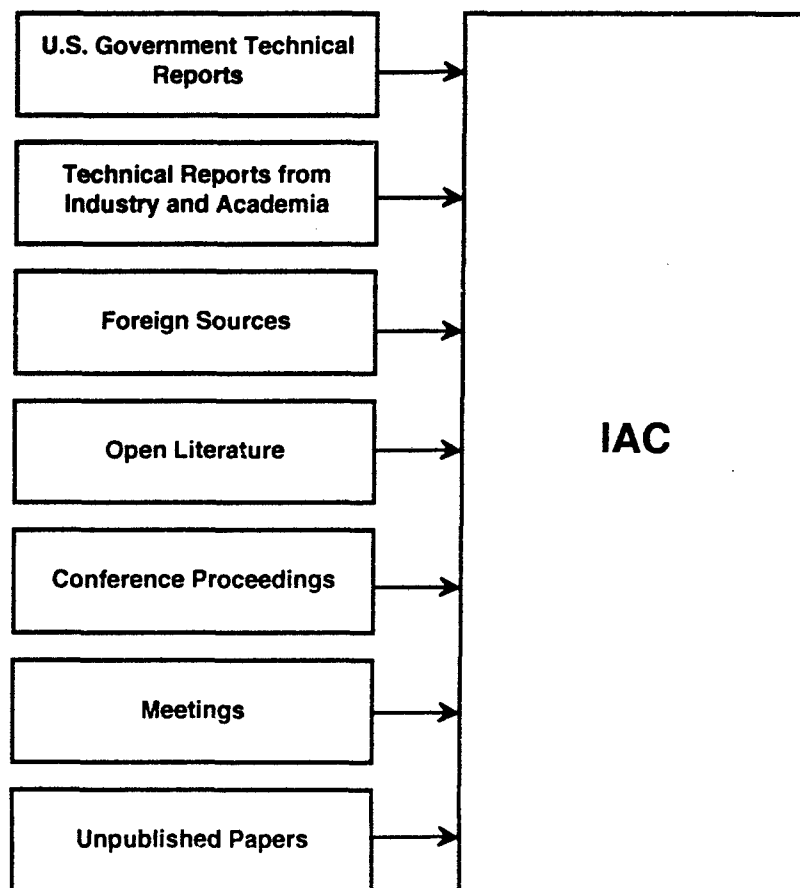 U.S. Government Technical
Reports
Technical Reports from
Industry and Academia
Foreign Sources
Open Literature
IAC
Conference Proceedings
Meetings
Unpublished Papers